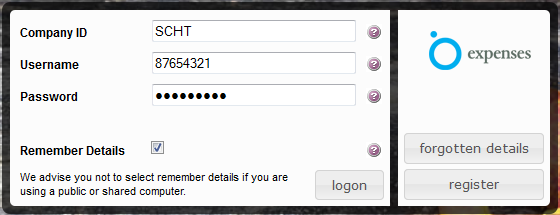 Company ID SCHT
Username 87654321
Password ●●●●●●●●●
Remember Details
We advise you not to select remember details if you are
using a public or shared computer.
logon
expenses
forgotten details
register